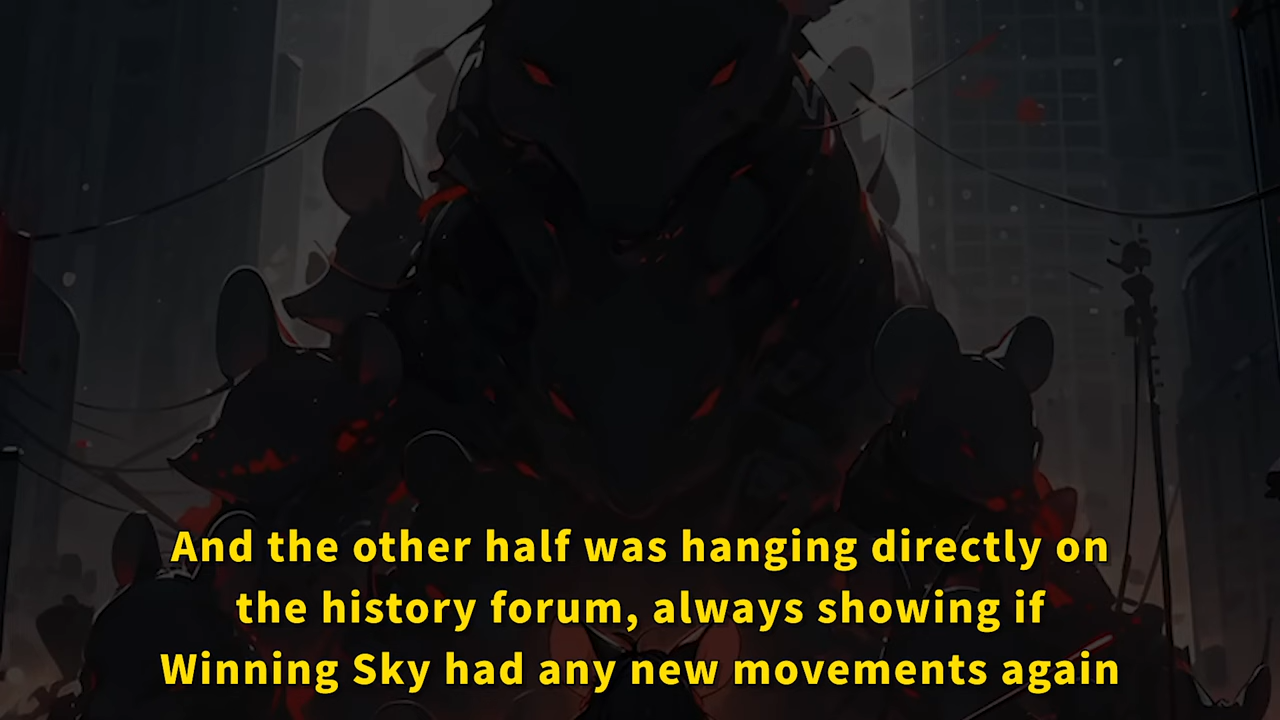 And the other half was hanging directly on
the history forum, always showing if
Winning Sky had any new movements again